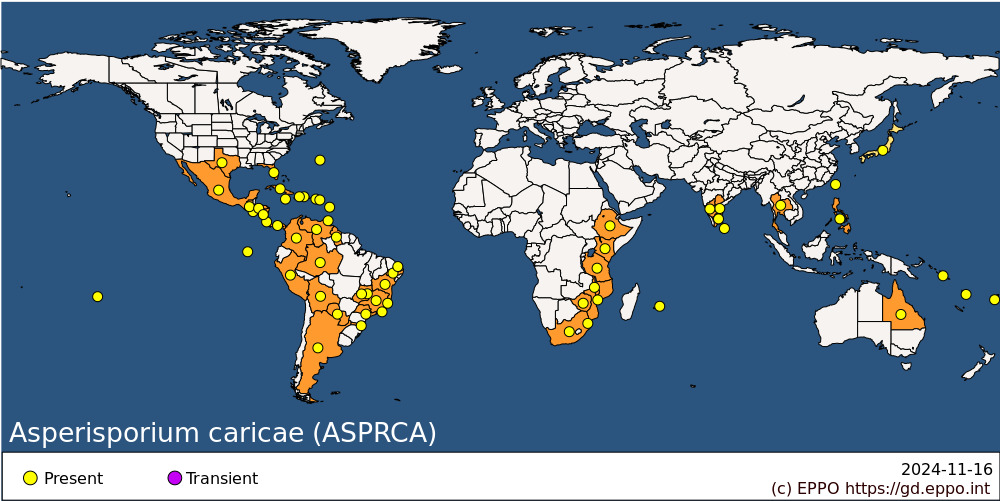 Asperisporium caricae (ASPRCA)
Present
Transient
2024-11-16
(c) EPPO https://gd.eppo.int